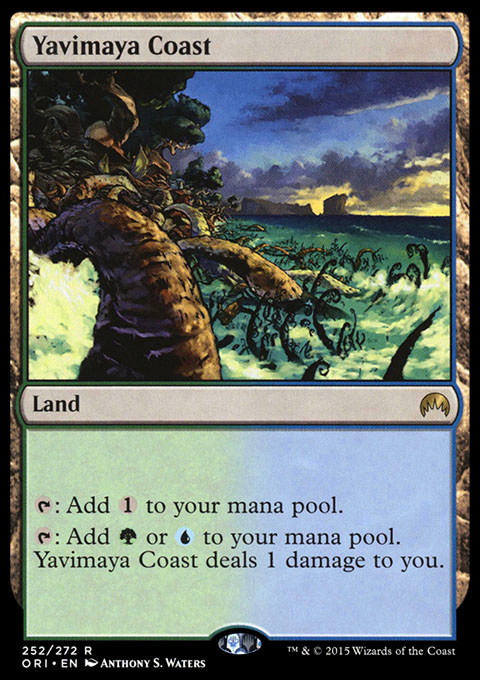 Yavimaya Coast
Land
: Add 1 to your mana pool.
: Add or to your mana pool.
Yavimaya Coast deals 1 damage to you.
252/272 R
ORI • EN Anthony S. Waters
™ & © 2015 Wizards of the Coast